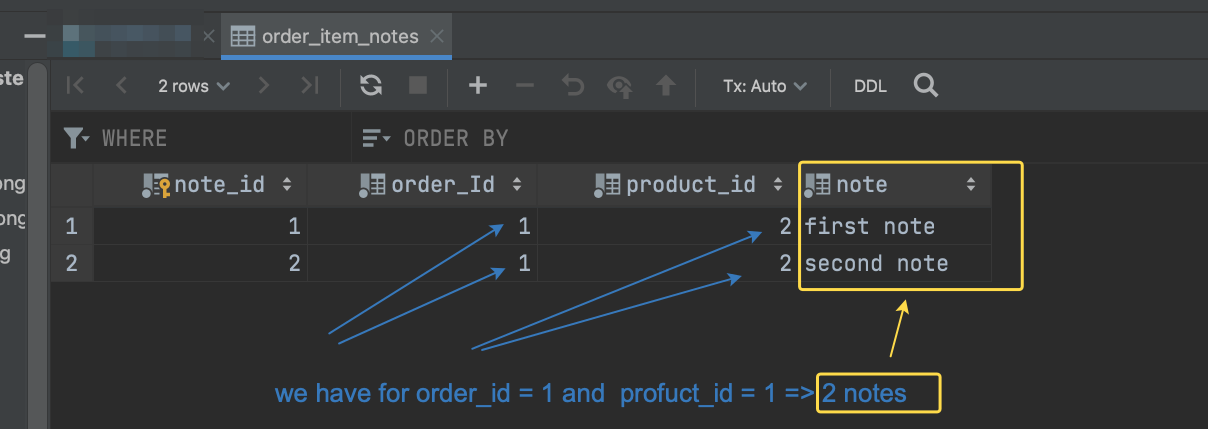 order_item_notes
ste
2 rows
Tx: Auto
DDL
WHERE
ORDER BY
ong
note_id
order_Id
product_id
note
1
1
1
2
first note
ong
2
2
1
2
second note
g
we have for order_id = 1 and profuct_id = 1 => 2 notes